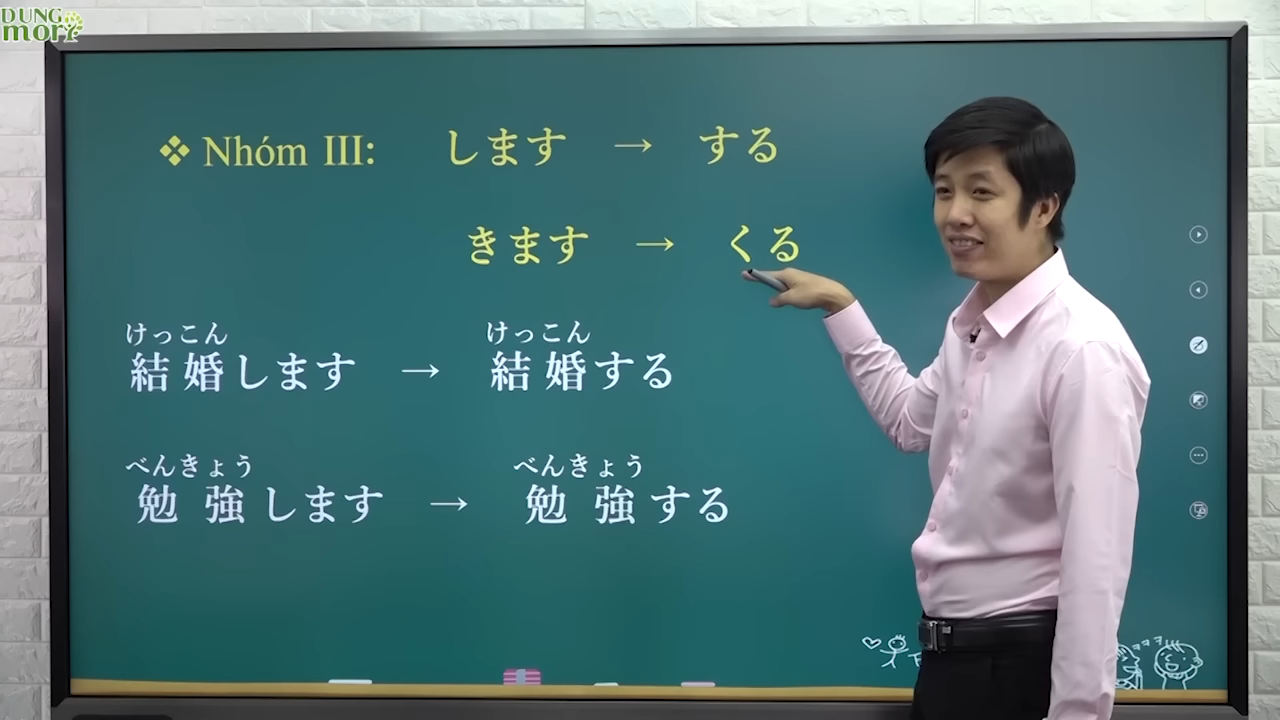 DUNG
mori
❖ Nhóm III: します → する
きます → くる
けっこん けっこん
結婚します → 結婚する
べんきょう べんきょう
勉強します → 勉強する